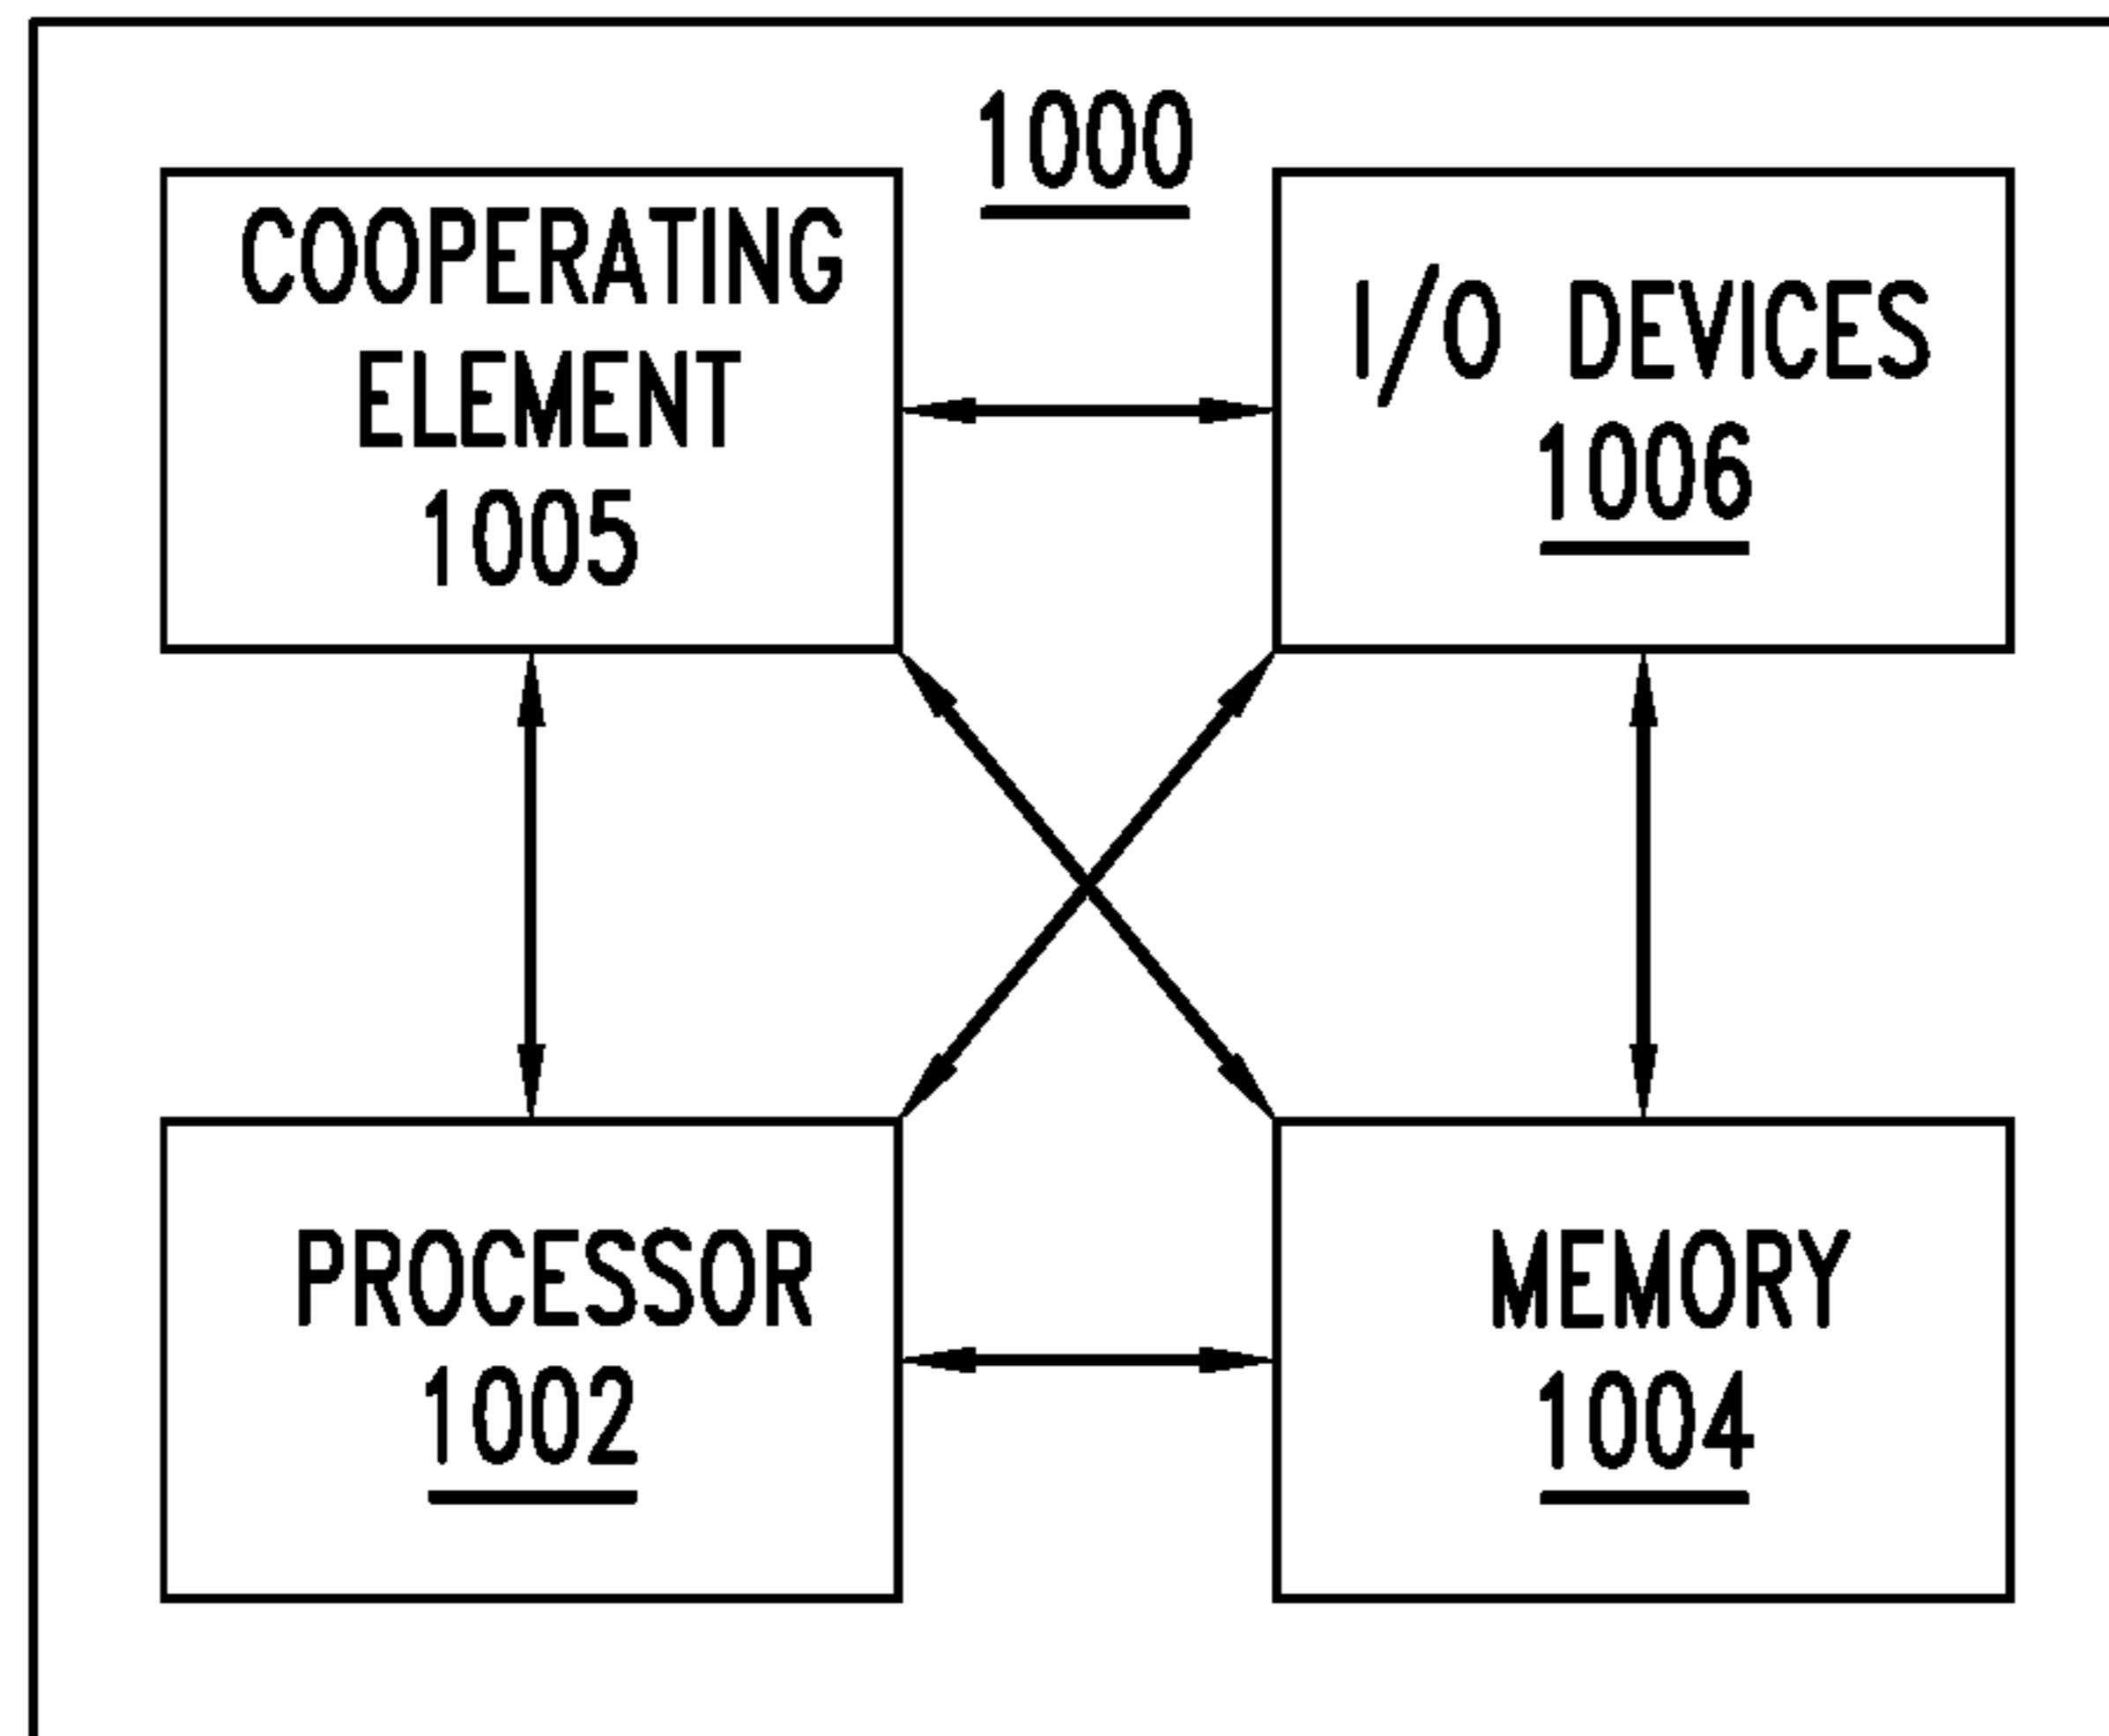 1000
COOPERATING
ELEMENT
1005
I/O DEVICES
1006
PROCESSOR
1002
MEMORY
1004